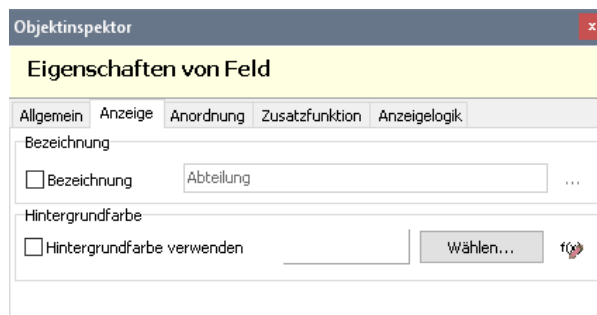 Objektinspektor x
Eigenschaften von Feld
Allgemein Anzeige Anordnung Zusatzfunktion Anzeigelogik
Bezeichnung
Bezeichnung Abteilung ...
Hintergrundfarbe
Hintergrundfarbe verwenden Wählen... f(x)